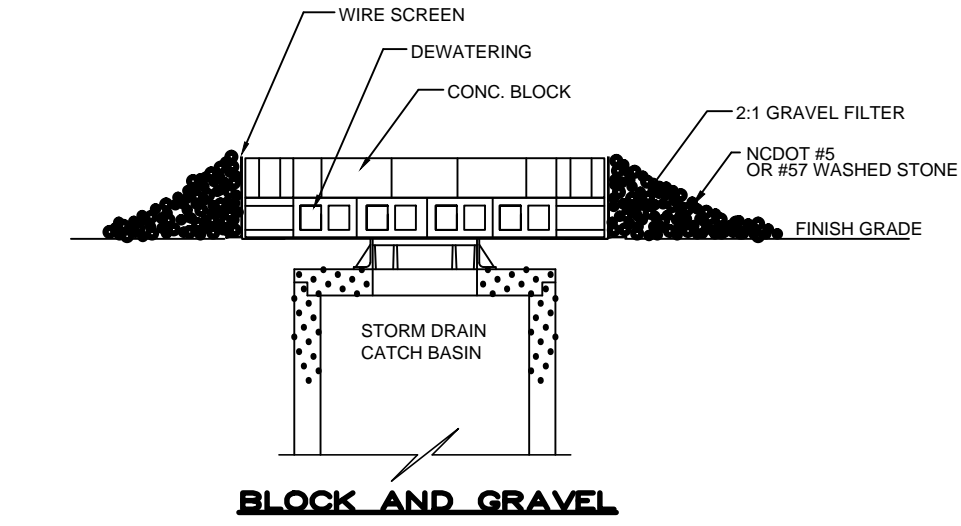 WIRE SCREEN
DEWATERING
CONC. BLOCK
2:1 GRAVEL FILTER
NCDOT #5
OR #57 WASHED STONE
FINISH GRADE
STORM DRAIN
CATCH BASIN
BLOCK AND GRAVEL